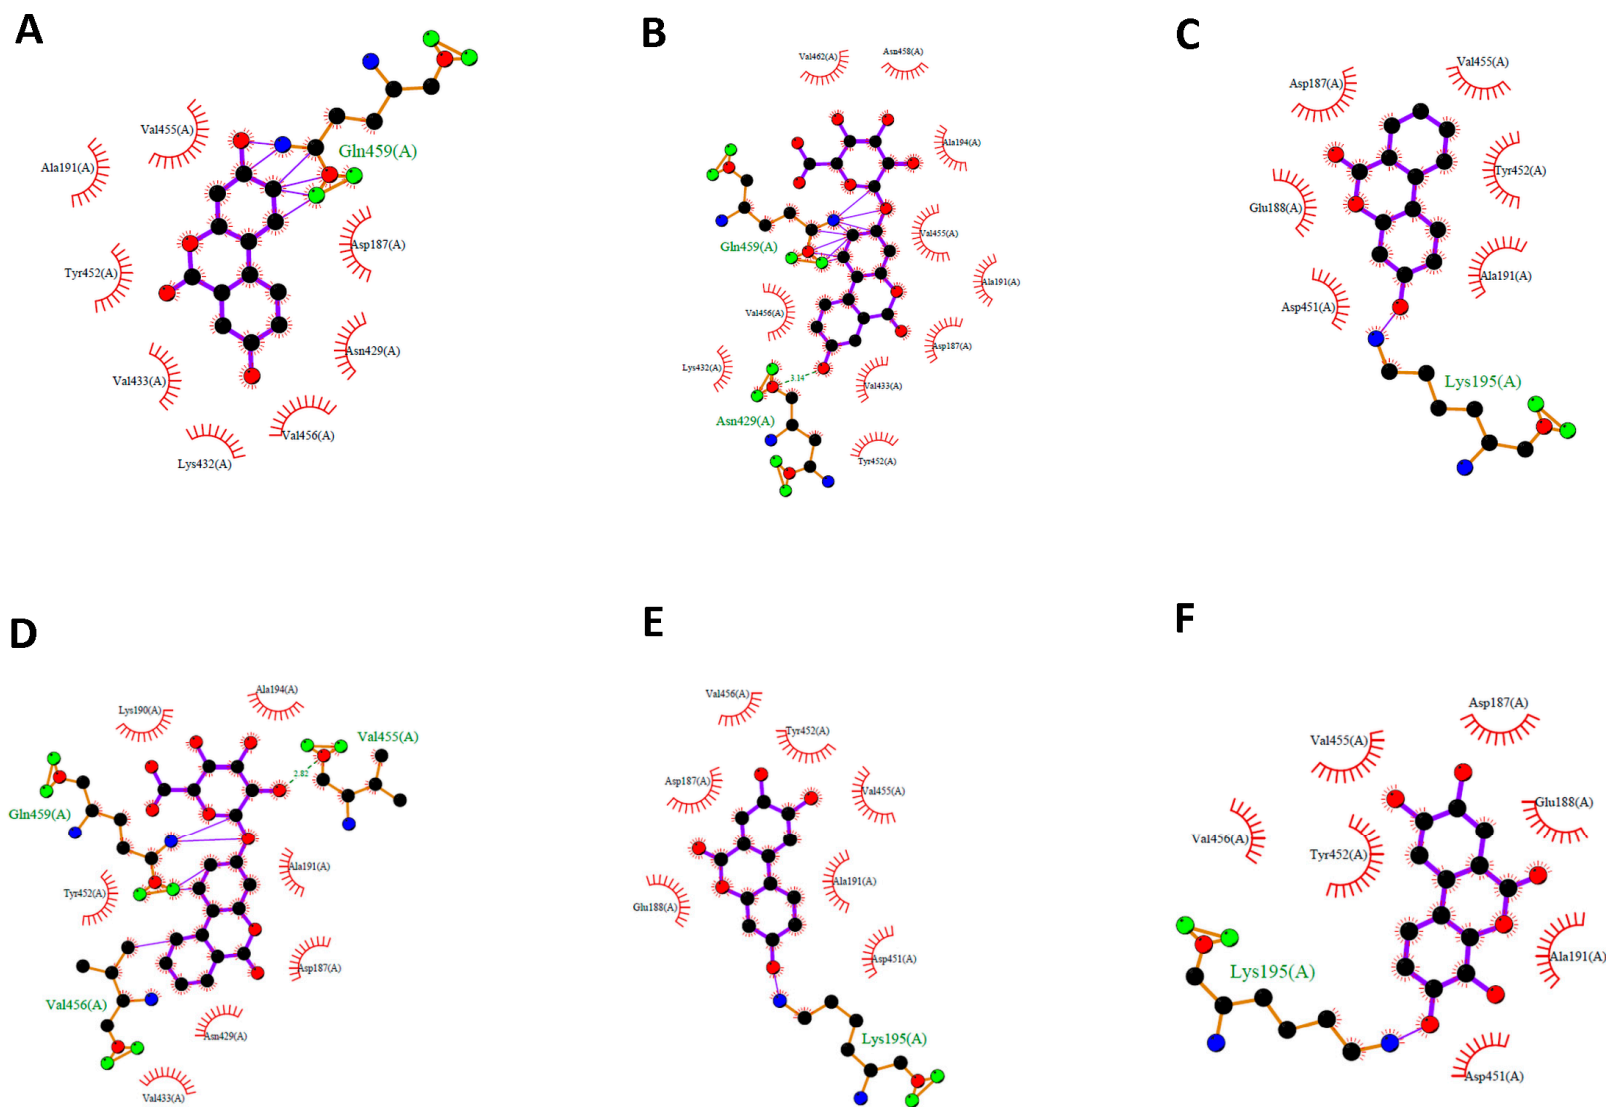 A
Val455(A)
Gln459(A)
Ala191(A)
Asp187(A)
Tyr452(A)
Asn429(A)
Val433(A)
Val456(A)
Lys432(A)
B
Val462(A)
Asn458(A)
Ala194(A)
Gln459(A)
Val455(A)
Ala191(A)
Val456(A)
Asp187(A)
Lys432(A)
3.14
Val433(A)
Asn429(A)
Tyr452(A)
C
Val455(A)
Asp187(A)
Tyr452(A)
Glu188(A)
Ala191(A)
Asp451(A)
Lys195(A)
D
Ala194(A)
Lys190(A)
Val455(A)
2.82
Gln459(A)
Ala191(A)
Tyr452(A)
Asp187(A)
Val456(A)
Asn429(A)
Val433(A)
E
Val456(A)
Tyr452(A)
Asp187(A)
Val455(A)
Ala191(A)
Glu188(A)
Asp451(A)
Lys195(A)
F
Asp187(A)
Val455(A)
Glu188(A)
Val456(A)
Tyr452(A)
Ala191(A)
Lys195(A)
Asp451(A)